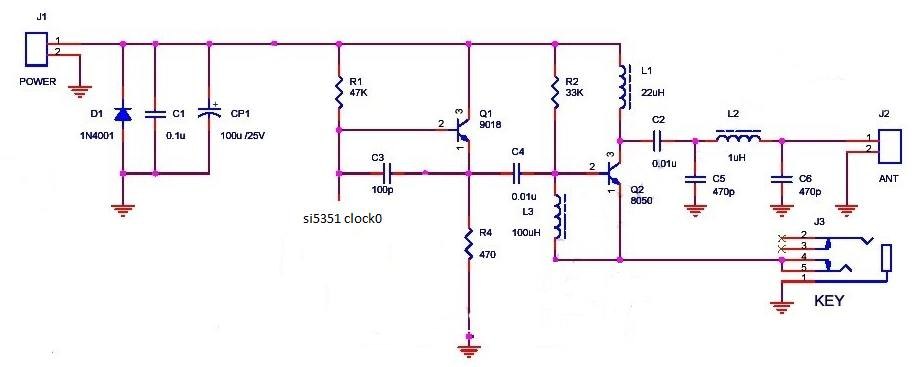 J1
1
2
POWER
D1
1N4001
C1
0.1u
+
CP1
100u /25V
R1
47K
2
3
1
Q1
9018
C3
100p
si5351 clock0
R4
470
C4
0.01u
L3
100uH
R2
33K
L1
22uH
2
3
1
Q2
8050
C2
0,01u
L2
1uH
C5
470p
C6
470p
J2
1
2
ANT
J3
2
3
4
5
1
KEY